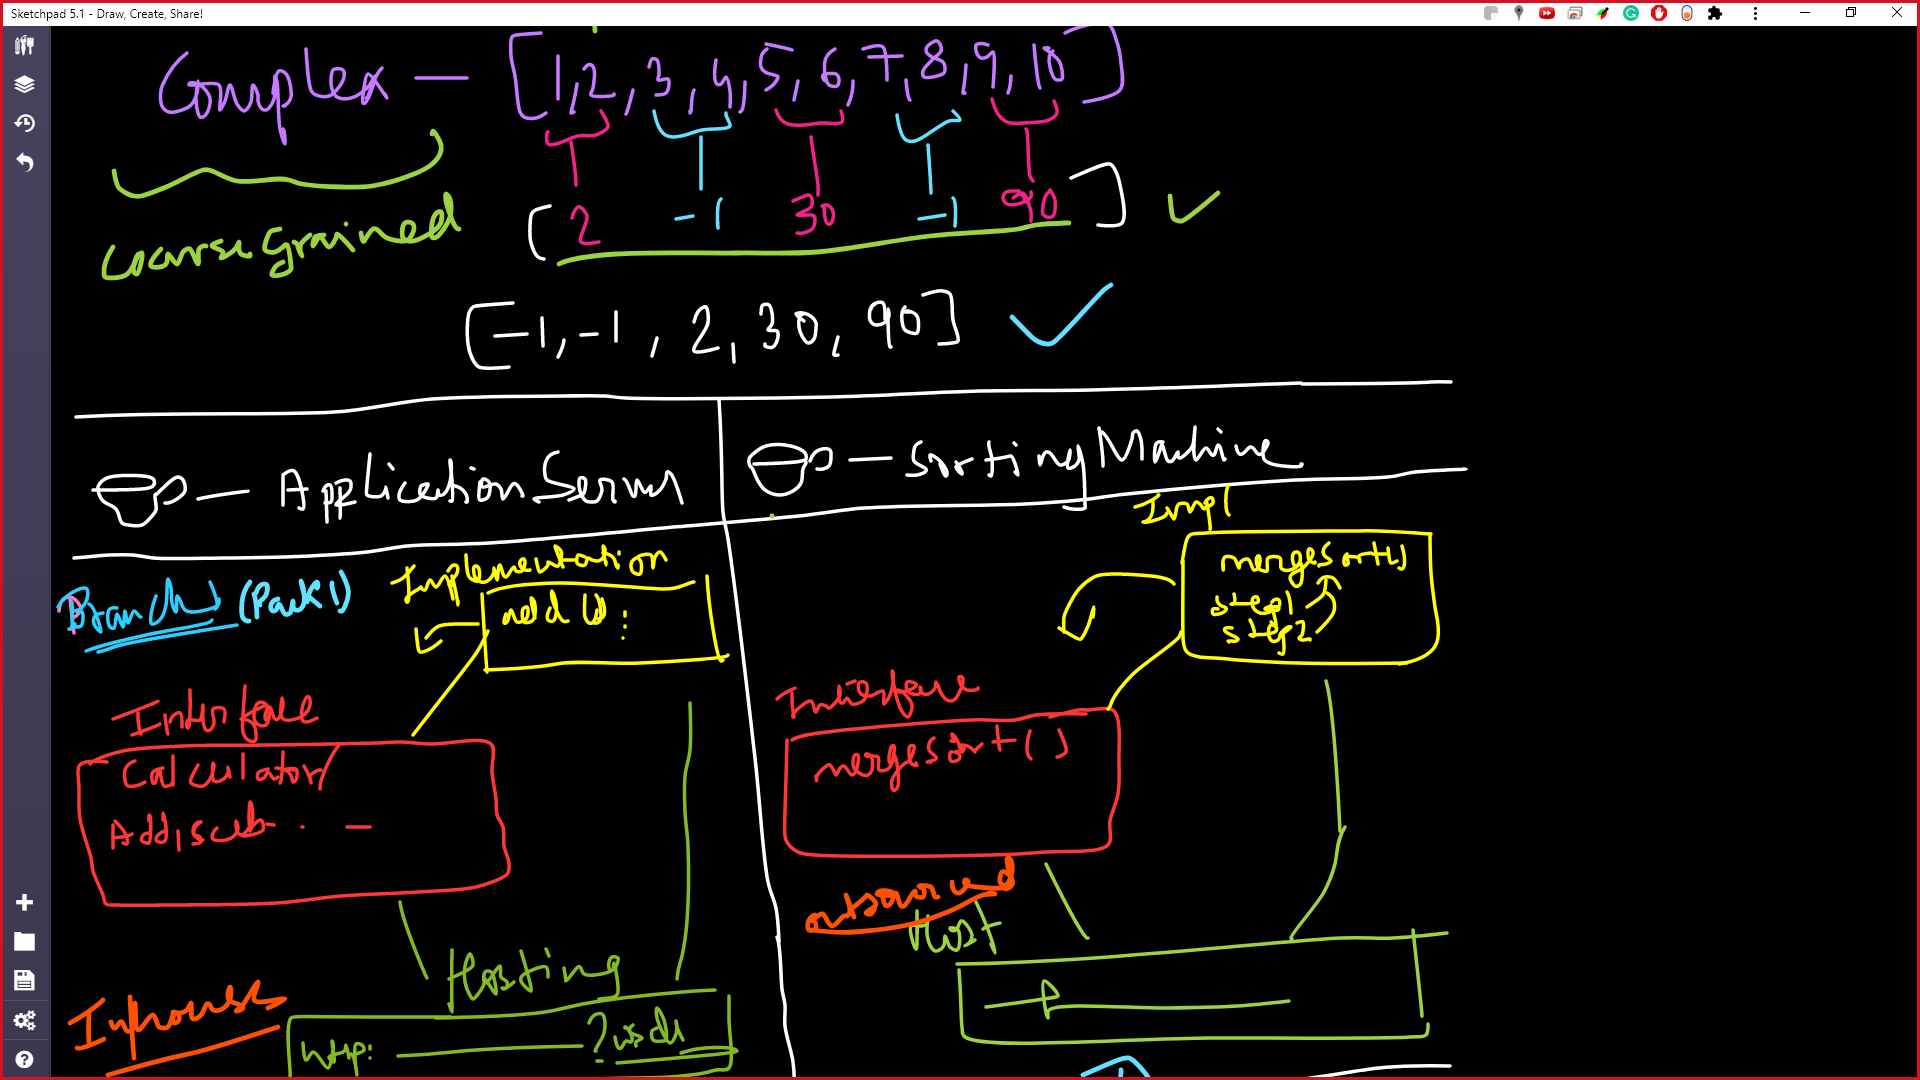 Sketchpad 5.1 - Draw, Create, Share!
Complex — [1,2,3,4,5,6,7,8,9,10]
[2 -1 30 -1 90]
coarse grained
[-1,-1,2,30,90]
— Application Server
— Sorting Machine
Branch (Pack1)
Implementation
add ():
Impl
mergesort()
step1
step2
Interface
Calculator
Add,sub. —
Interface
mergesort()
outsourced
Host
Hosting
Inhouse
http: ——— ?wsdl